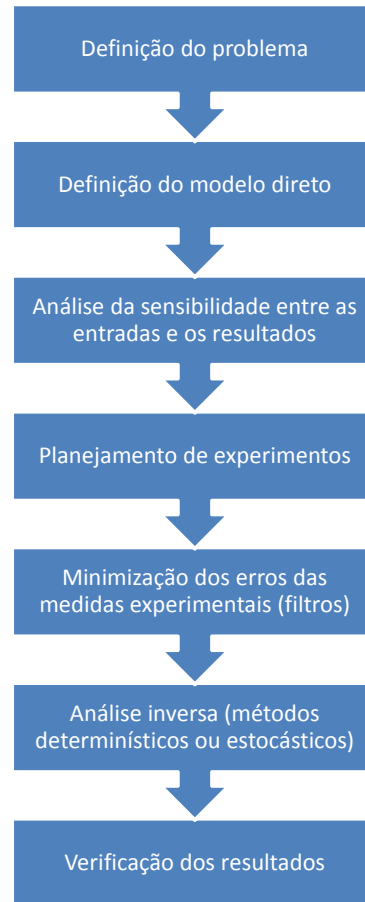 Definição do problema
Definição do modelo direto
Análise da sensibilidade entre as
entradas e os resultados
Planejamento de experimentos
Minimização dos erros das
medidas experimentais (filtros)
Análise inversa (métodos
determinísticos ou estocásticos)
Verificação dos resultados